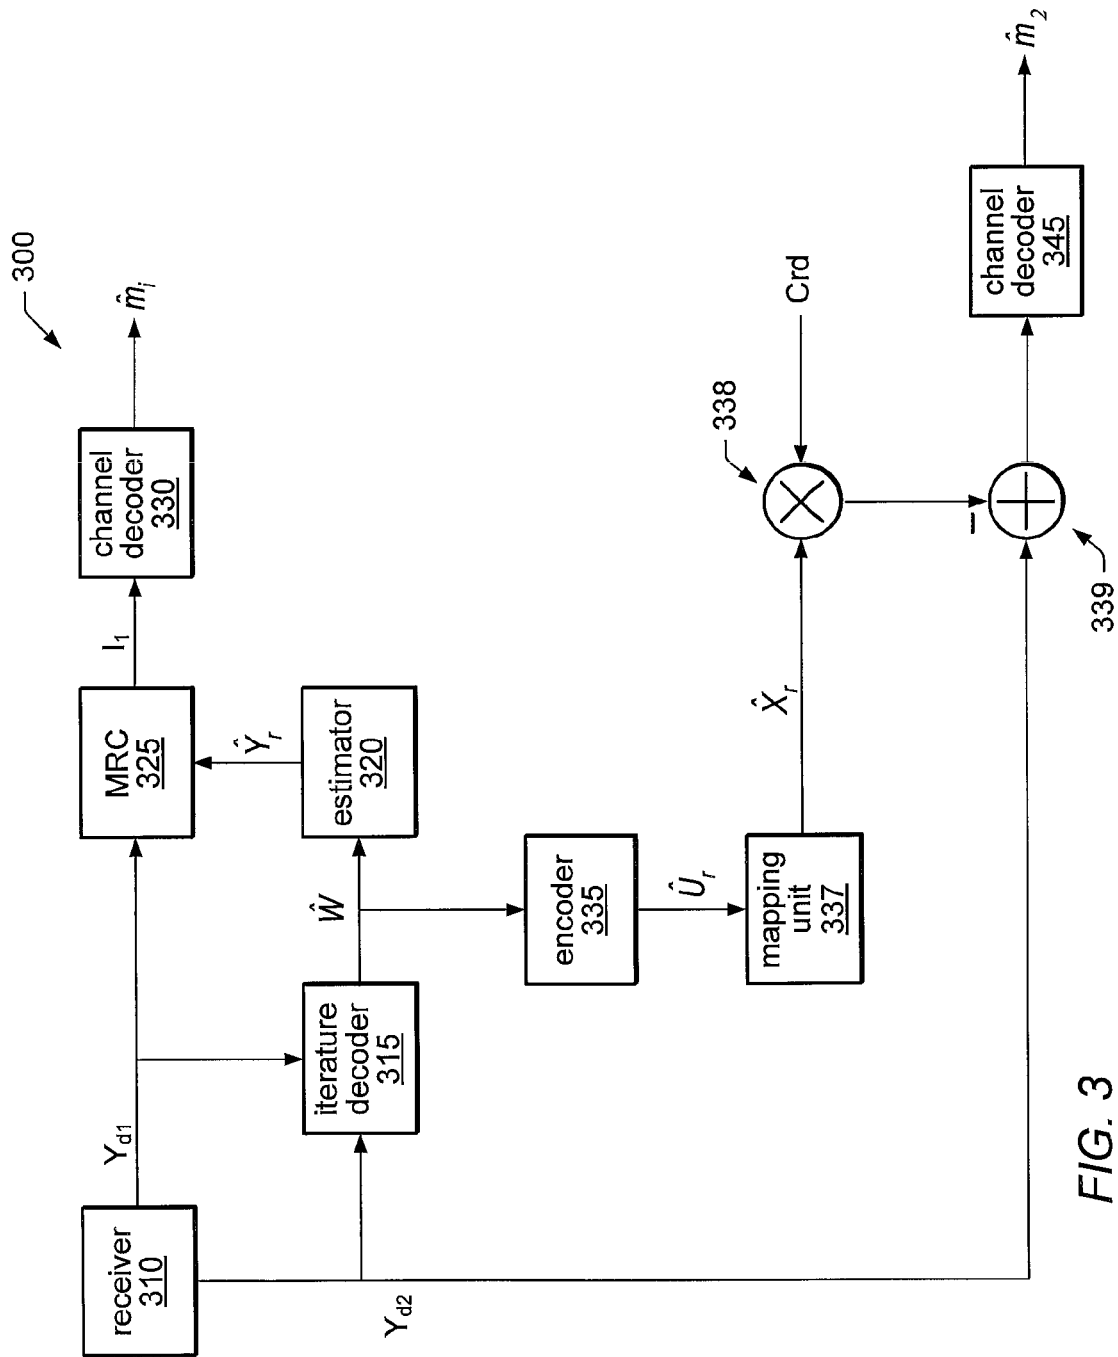 300
receiver
310
Y_d1
Y_d2
iterature
decoder
315
Ŵ
estimator
320
Ŷ_r
MRC
325
I_1
channel
decoder
330
m̂_i
encoder
335
Û_r
mapping
unit
337
X̂_r
338
Crd
−
339
channel
decoder
345
m̂_2
FIG. 3